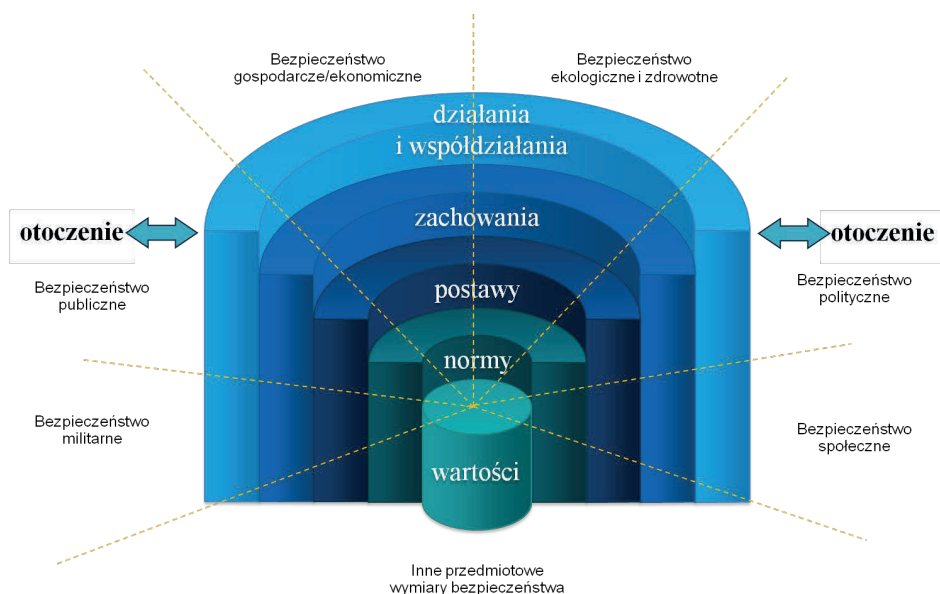 Bezpieczeństwo
gospodarcze/ekonomiczne
Bezpieczeństwo
ekologiczne i zdrowotne
działania
i współdziałania
zachowania
postawy
normy
wartości
otoczenie
otoczenie
Bezpieczeństwo
publiczne
Bezpieczeństwo
polityczne
Bezpieczeństwo
militarne
Bezpieczeństwo
społeczne
Inne przedmiotowe
wymiary bezpieczeństwa